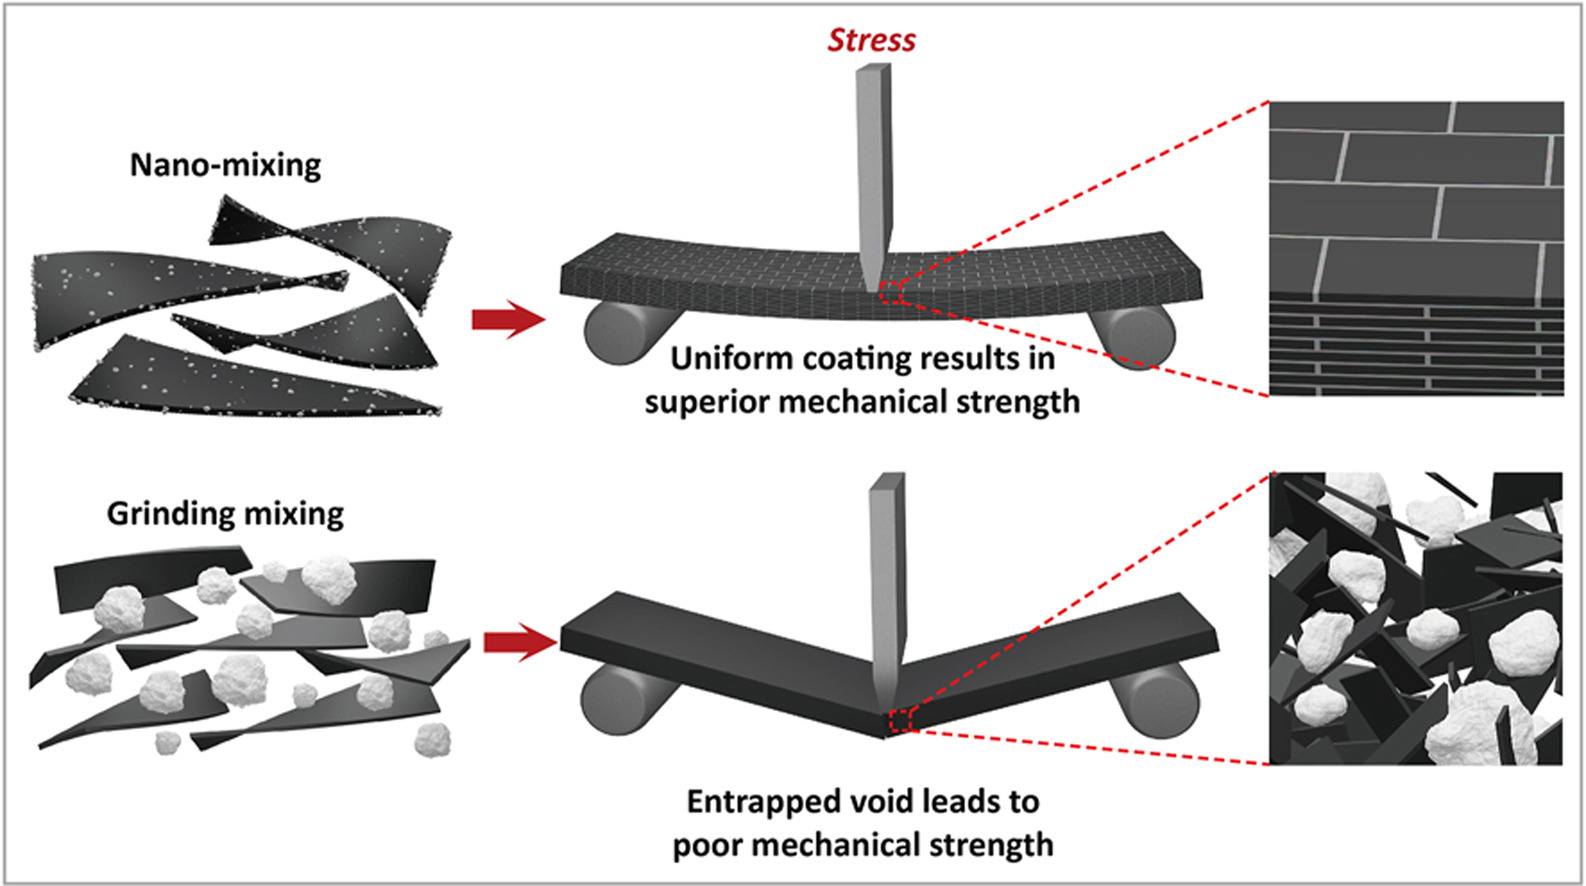 Stress
Nano-mixing
Uniform coating results in
superior mechanical strength
Grinding mixing
Entrapped void leads to
poor mechanical strength